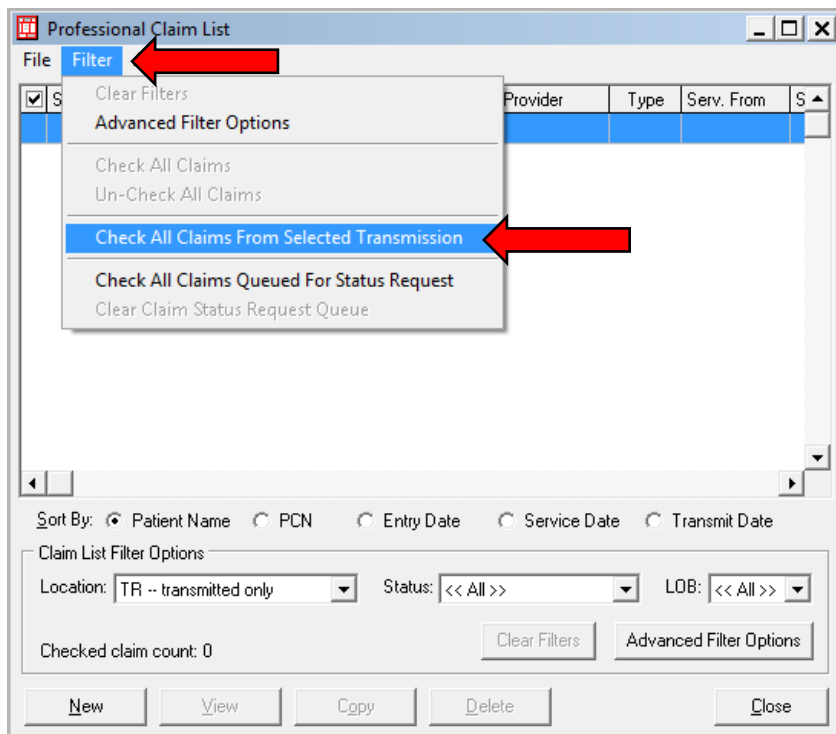 Professional Claim List
File Filter
S Provider Type Serv. From S
Clear Filters
Advanced Filter Options
Check All Claims
Un-Check All Claims
Check All Claims From Selected Transmission
Check All Claims Queued For Status Request
Clear Claim Status Request Queue
Sort By: Patient Name PCN Entry Date Service Date Transmit Date
Claim List Filter Options
Location: TR -- transmitted only Status: << All >> LOB: << All >>
Checked claim count: 0 Clear Filters Advanced Filter Options
New View Copy Delete Close